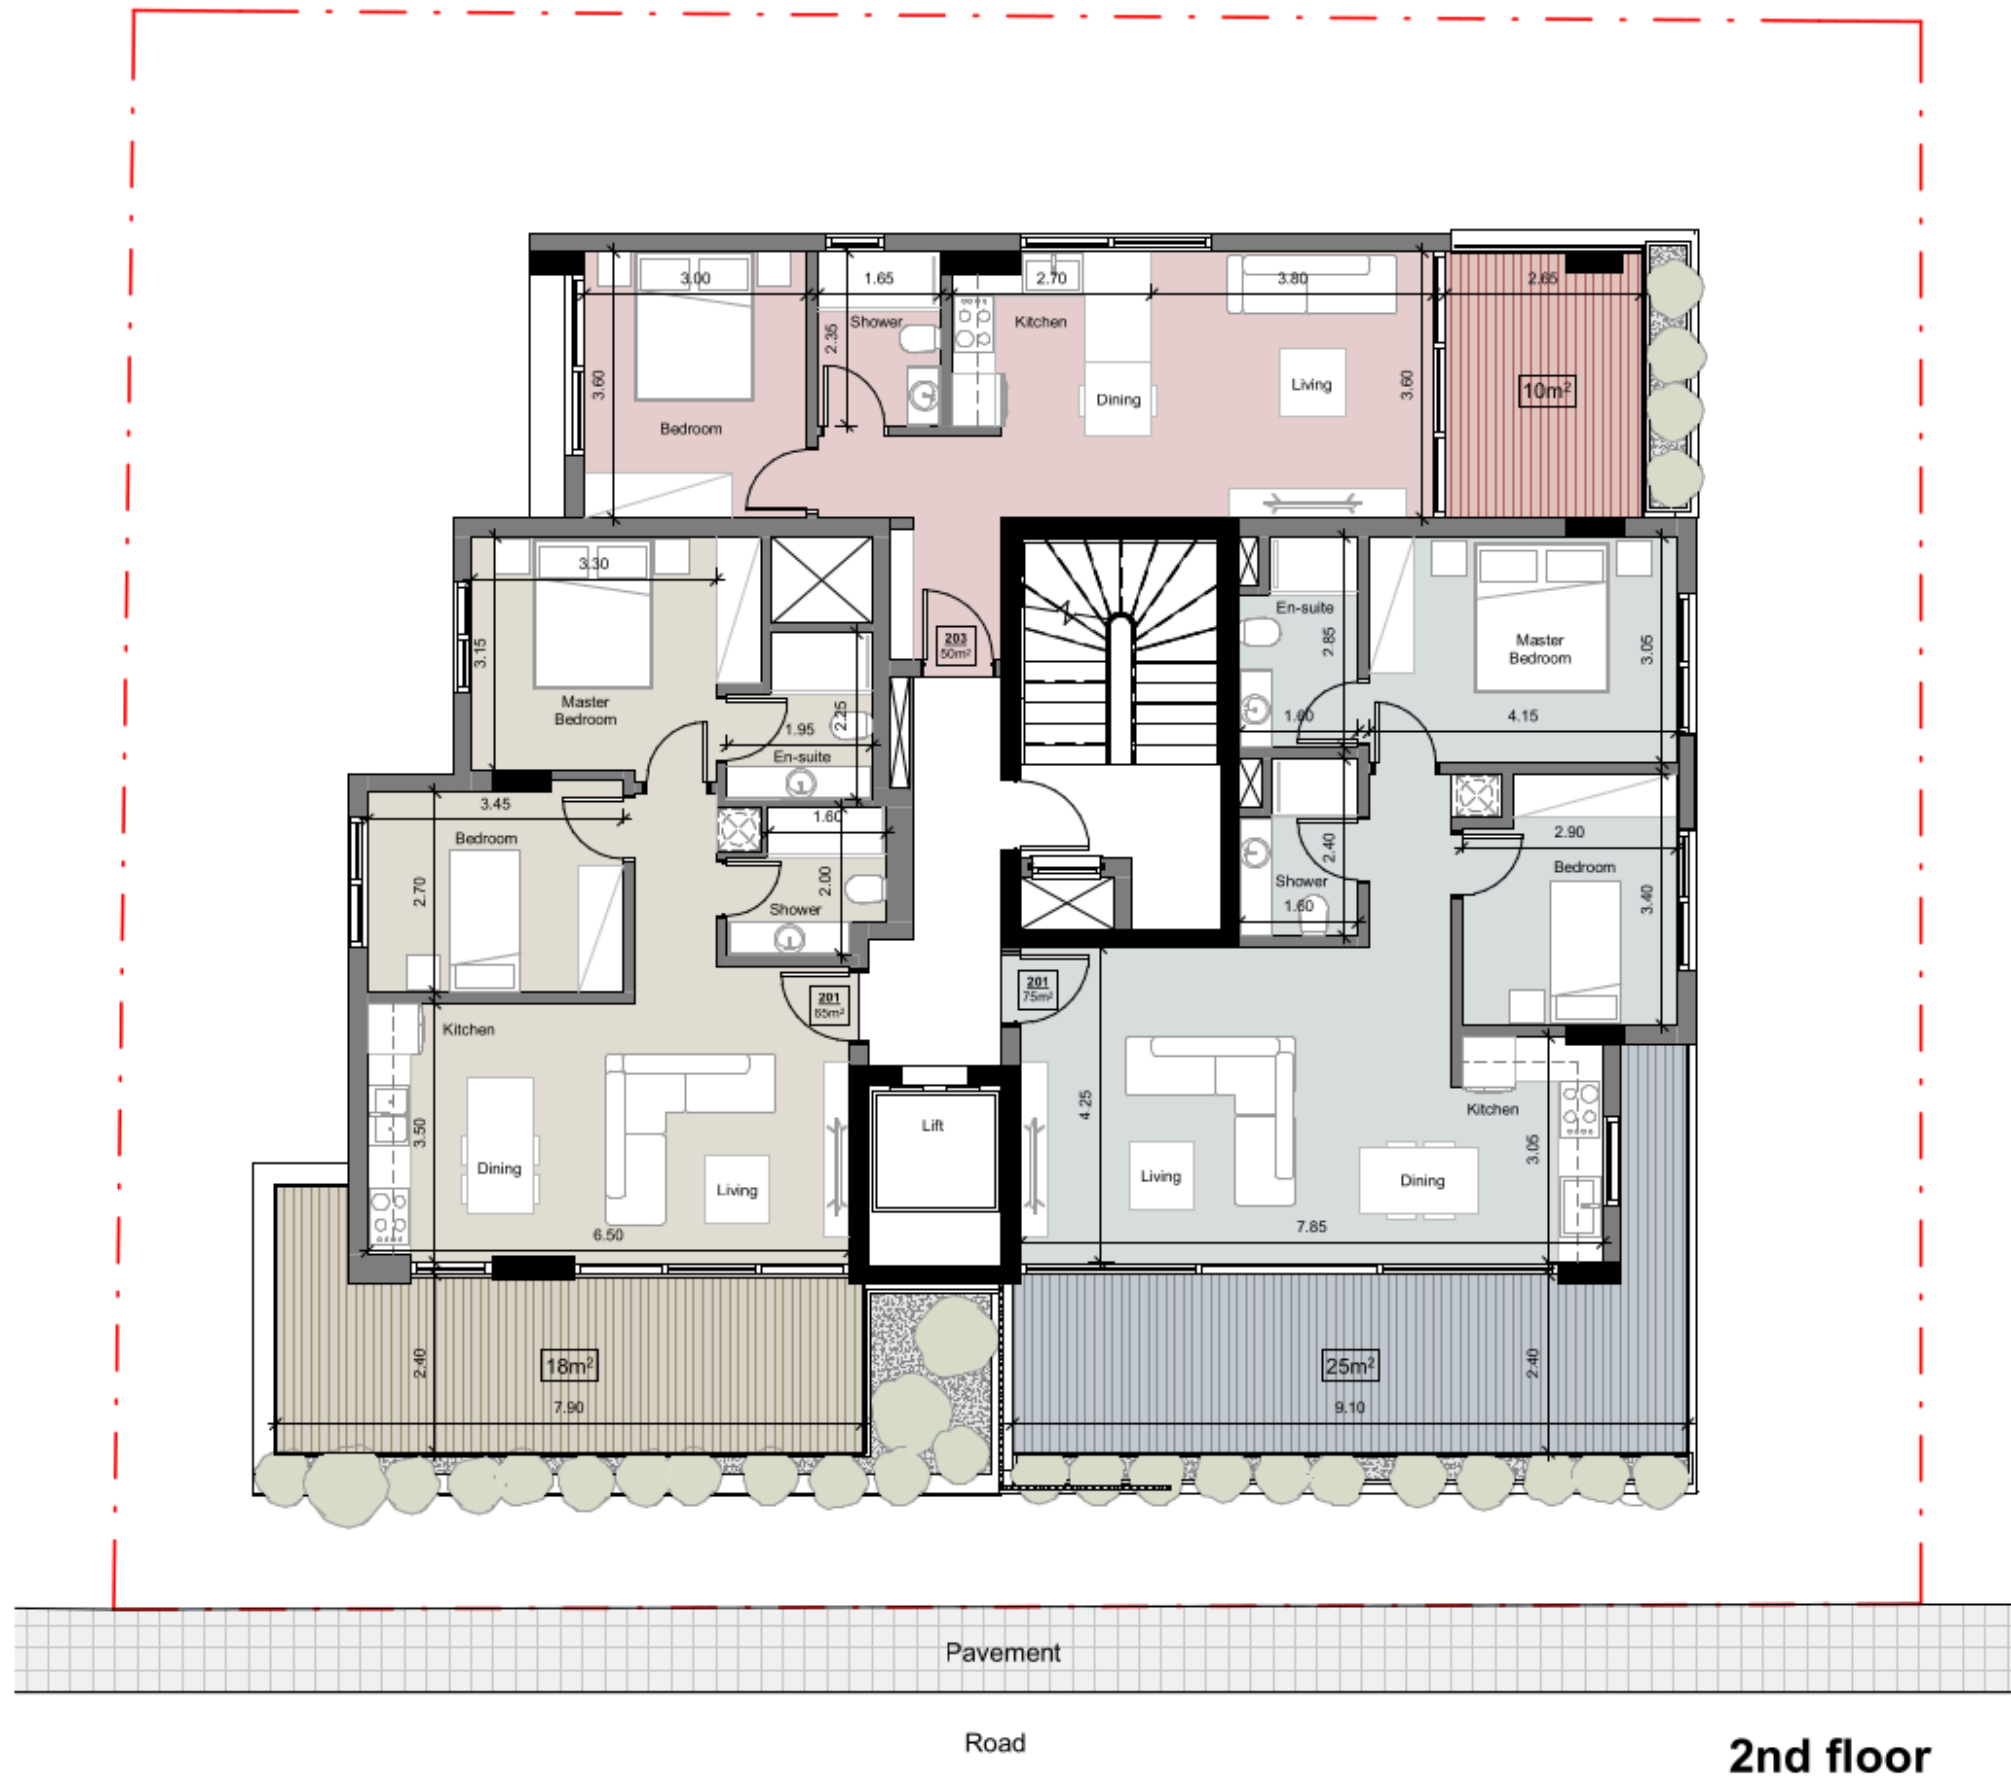 3.00
1.65
2.70
3.80
2.65
Shower
Kitchen
2.35
3.60
Dining
Living
3.60
10m²
Bedroom
3.30
3.15
Master
Bedroom
203
50m²
En-suite
2.85
Master
Bedroom
3.05
1.60
4.15
1.95
2.25
En-suite
3.45
Bedroom
1.60
2.70
2.00
Shower
2.40
Shower
1.60
2.90
Bedroom
3.40
201
65m²
201
75m²
Kitchen
3.50
Dining
Living
6.50
Lift
4.25
Living
Kitchen
3.05
Dining
7.85
2.40
18m²
7.90
25m²
2.40
9.10
Pavement
Road
2nd floor